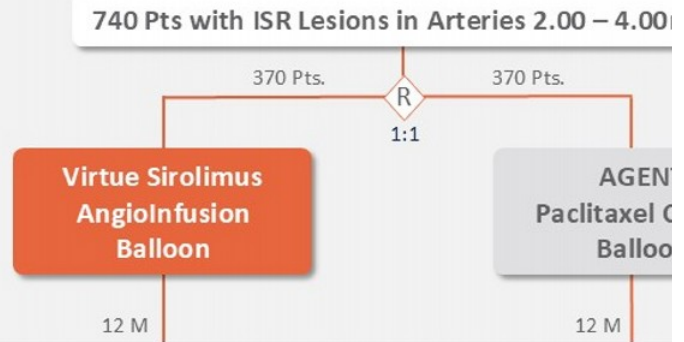 740 Pts with ISR Lesions in Arteries 2.00 – 4.00
370 Pts.
370 Pts.
R
1:1
Virtue Sirolimus
AngioInfusion
Balloon
AGENT
Paclitaxel
Balloo
12 M
12 M